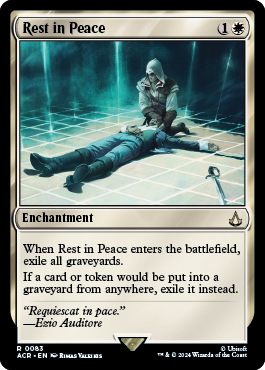 Rest in Peace 1
Enchantment
When Rest in Peace enters the battlefield,
exile all graveyards.
If a card or token would be put into a
graveyard from anywhere, exile it instead.
“Requiescat in pace.”
—Ezio Auditore
R 0083 © Ubisoft
ACR • EN Rimas Valeikis ™ & © 2024 Wizards of the Coast